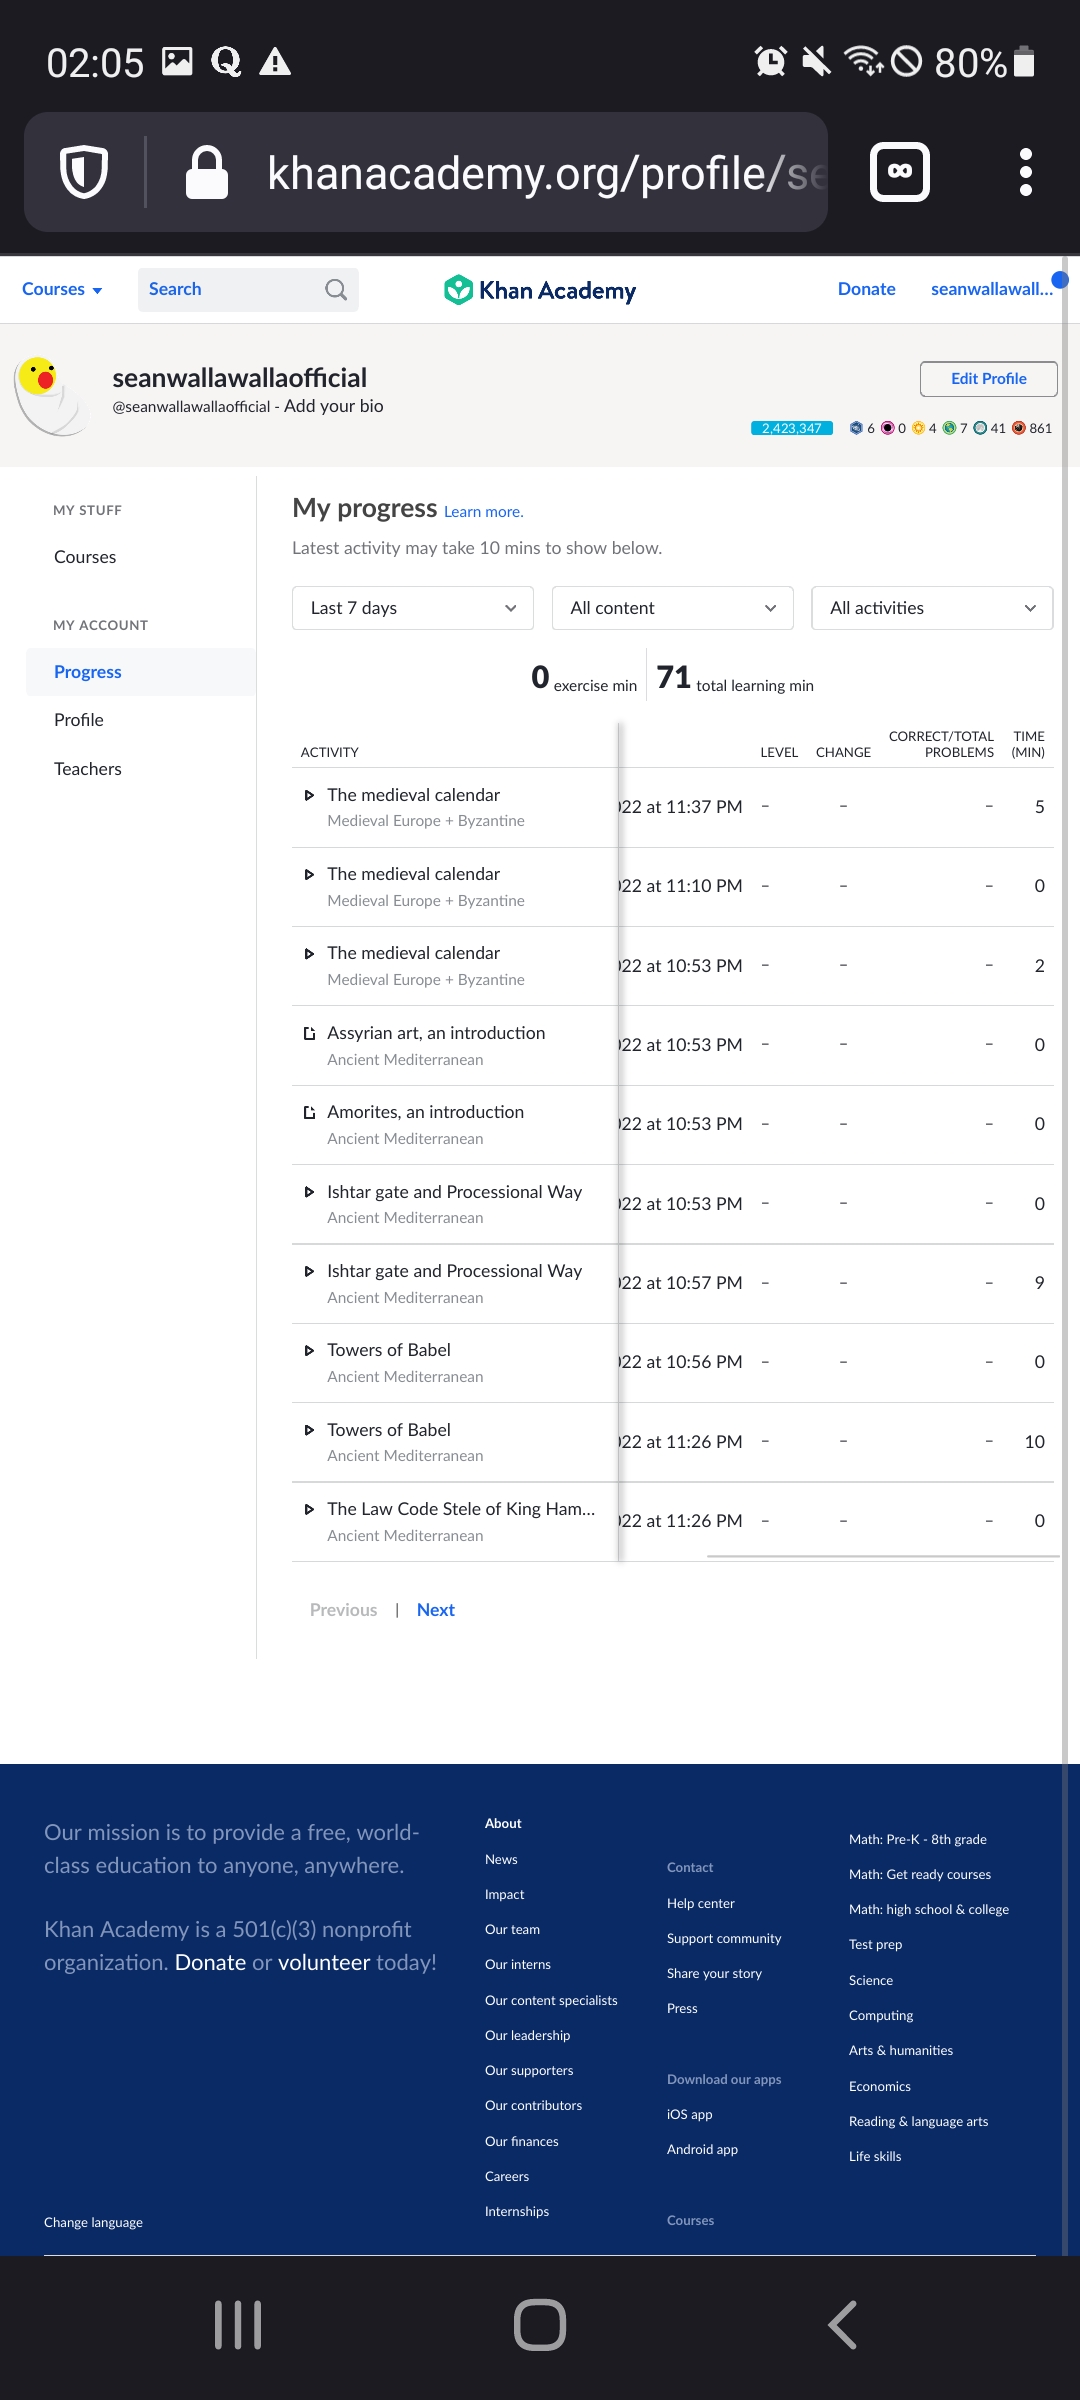 02:05 80%
khanacademy.org/profile/se
Courses Search Khan Academy Donate seanwallawall...
seanwallawallaofficial
@seanwallawallaofficial - Add your bio
Edit Profile
2,423,347 6 0 4 7 41 861
MY STUFF
Courses
MY ACCOUNT
Progress
Profile
Teachers
My progress Learn more.
Latest activity may take 10 mins to show below.
Last 7 days All content All activities
0 exercise min 71 total learning min
ACTIVITY LEVEL CHANGE CORRECT/TOTAL PROBLEMS TIME (MIN)
The medieval calendar
Medieval Europe + Byzantine
022 at 11:37 PM – – – 5
The medieval calendar
Medieval Europe + Byzantine
022 at 11:10 PM – – – 0
The medieval calendar
Medieval Europe + Byzantine
022 at 10:53 PM – – – 2
Assyrian art, an introduction
Ancient Mediterranean
022 at 10:53 PM – – – 0
Amorites, an introduction
Ancient Mediterranean
022 at 10:53 PM – – – 0
Ishtar gate and Processional Way
Ancient Mediterranean
022 at 10:53 PM – – – 0
Ishtar gate and Processional Way
Ancient Mediterranean
022 at 10:57 PM – – – 9
Towers of Babel
Ancient Mediterranean
022 at 10:56 PM – – – 0
Towers of Babel
Ancient Mediterranean
022 at 11:26 PM – – – 10
The Law Code Stele of King Ham...
Ancient Mediterranean
022 at 11:26 PM – – – 0
Previous | Next
Our mission is to provide a free, world-
class education to anyone, anywhere.
Khan Academy is a 501(c)(3) nonprofit
organization. Donate or volunteer today!
Change language
About
News
Impact
Our team
Our interns
Our content specialists
Our leadership
Our supporters
Our contributors
Our finances
Careers
Internships
Contact
Help center
Support community
Share your story
Press
Download our apps
iOS app
Android app
Courses
Math: Pre-K - 8th grade
Math: Get ready courses
Math: high school & college
Test prep
Science
Computing
Arts & humanities
Economics
Reading & language arts
Life skills